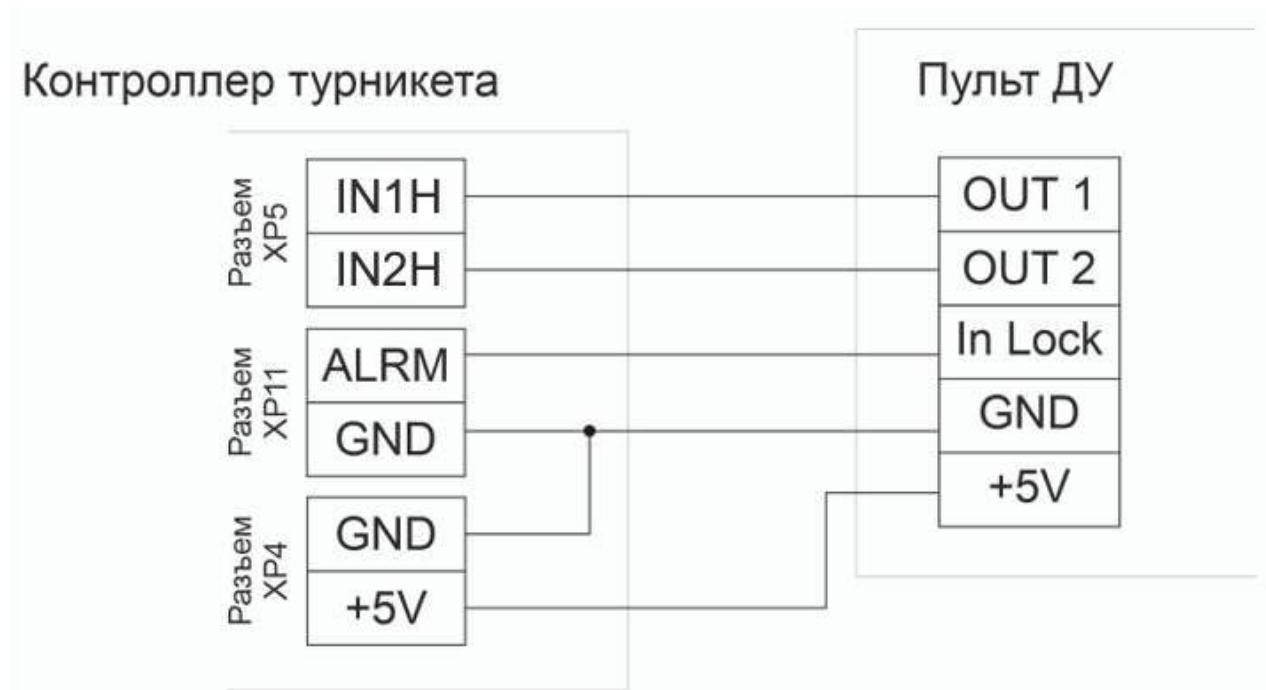 Контроллер турникета
Пульт ДУ
Разъем
XP5
IN1H
IN2H
Разъем
XP11
ALRM
GND
Разъем
XP4
GND
+5V
OUT 1
OUT 2
In Lock
GND
+5V